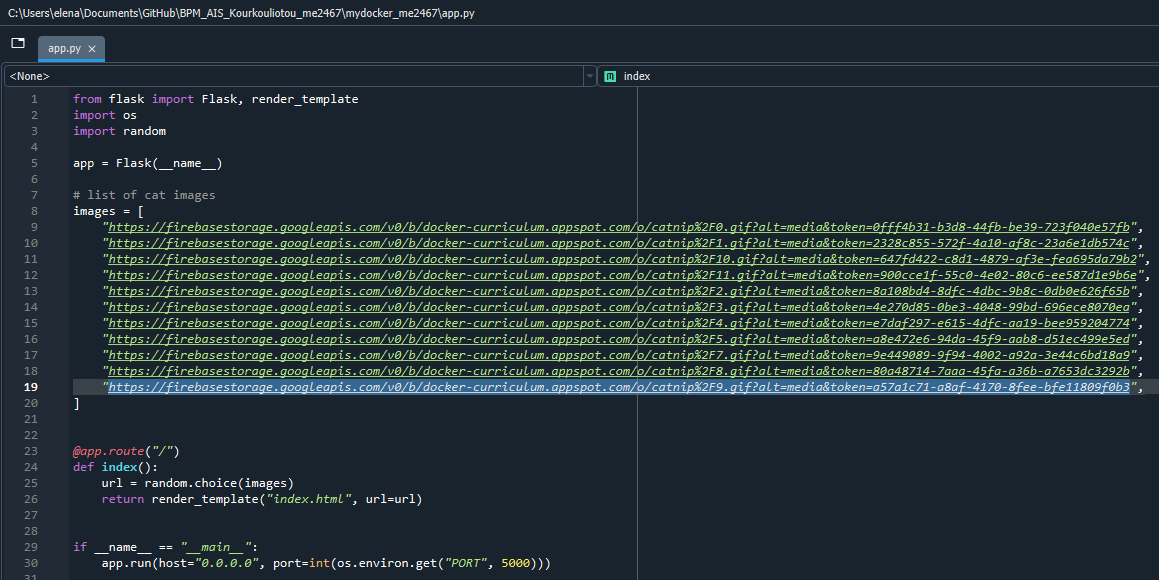 C:\Users\elena\Documents\GitHub\BPM_AIS_Kourkouliotou_me2467\mydocker_me2467\app.py
app.py
<None> index
1 from flask import Flask, render_template
2 import os
3 import random
4
5 app = Flask(__name__)
6
7 # list of cat images
8 images = [
9 "https://firebasestorage.googleapis.com/v0/b/docker-curriculum.appspot.com/o/catnip%2F0.gif?alt=media&token=0fff4b31-b3d8-44fb-be39-723f040e57fb",
10 "https://firebasestorage.googleapis.com/v0/b/docker-curriculum.appspot.com/o/catnip%2F1.gif?alt=media&token=2328c855-572f-4a10-af8c-23a6e1db574c",
11 "https://firebasestorage.googleapis.com/v0/b/docker-curriculum.appspot.com/o/catnip%2F10.gif?alt=media&token=647fd422-c8d1-4879-af3e-fea695da79b2",
12 "https://firebasestorage.googleapis.com/v0/b/docker-curriculum.appspot.com/o/catnip%2F11.gif?alt=media&token=900cce1f-55c0-4e02-80c6-ee587d1e9b6e",
13 "https://firebasestorage.googleapis.com/v0/b/docker-curriculum.appspot.com/o/catnip%2F2.gif?alt=media&token=8a108bd4-8dfc-4dbc-9b8c-0db0e626f65b",
14 "https://firebasestorage.googleapis.com/v0/b/docker-curriculum.appspot.com/o/catnip%2F3.gif?alt=media&token=4e270d85-0be3-4048-99bd-696ece8070ea",
15 "https://firebasestorage.googleapis.com/v0/b/docker-curriculum.appspot.com/o/catnip%2F4.gif?alt=media&token=e7daf297-e615-4dfc-aa19-bee959204774",
16 "https://firebasestorage.googleapis.com/v0/b/docker-curriculum.appspot.com/o/catnip%2F5.gif?alt=media&token=a8e472e6-94da-45f9-aab8-d51ec499e5ed",
17 "https://firebasestorage.googleapis.com/v0/b/docker-curriculum.appspot.com/o/catnip%2F7.gif?alt=media&token=9e449089-9f94-4002-a92a-3e44c6bd18a9",
18 "https://firebasestorage.googleapis.com/v0/b/docker-curriculum.appspot.com/o/catnip%2F8.gif?alt=media&token=80a48714-7aaa-45fa-a36b-a7653dc3292b",
19 "https://firebasestorage.googleapis.com/v0/b/docker-curriculum.appspot.com/o/catnip%2F9.gif?alt=media&token=a57a1c71-a8af-4170-8fee-bfe11809f0b3",
20 ]
21
22
23 @app.route("/")
24 def index():
25 url = random.choice(images)
26 return render_template("index.html", url=url)
27
28
29 if __name__ == "__main__":
30 app.run(host="0.0.0.0", port=int(os.environ.get("PORT", 5000)))
31